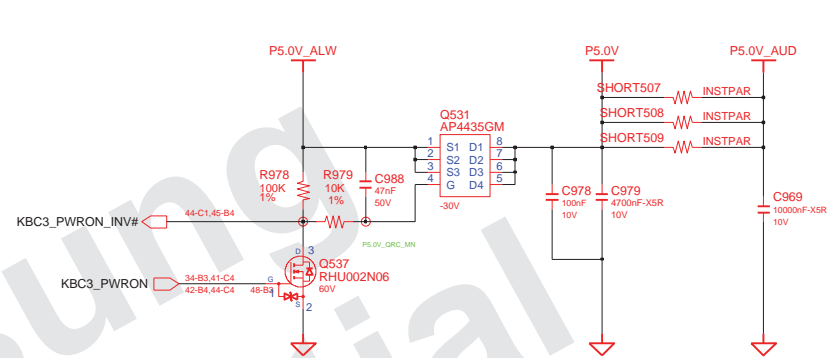 P5.0V_ALW
P5.0V
P5.0V_AUD
SHORT507
INSTPAR
SHORT508
INSTPAR
SHORT509
INSTPAR
Q531
AP4435GM
1
S1
D1
8
2
S2
D2
7
3
S3
D3
6
4
G
D4
5
-30V
R978
100K
1%
R979
10K
1%
C988
47nF
50V
C978
100nF
10V
C979
4700nF-X5R
10V
C969
10000nF-X5R
10V
KBC3_PWRON_INV#
44-C1,45-B4
P5.0V_QRC_MN
D
3
Q537
RHU002N06
60V
KBC3_PWRON
34-B3,41-C4
42-B4,44-C4
48-B3
G
1
S
2
sung
ial